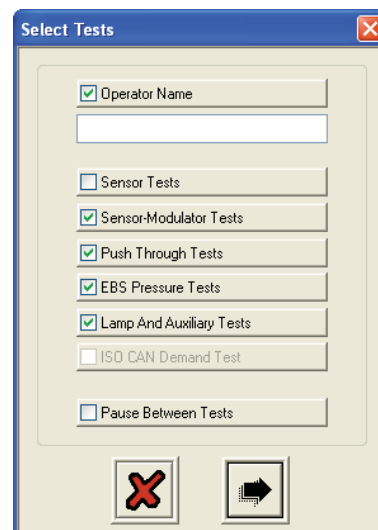 Select Tests
Operator Name
Sensor Tests
Sensor-Modulator Tests
Push Through Tests
EBS Pressure Tests
Lamp And Auxiliary Tests
ISO CAN Demand Test
Pause Between Tests